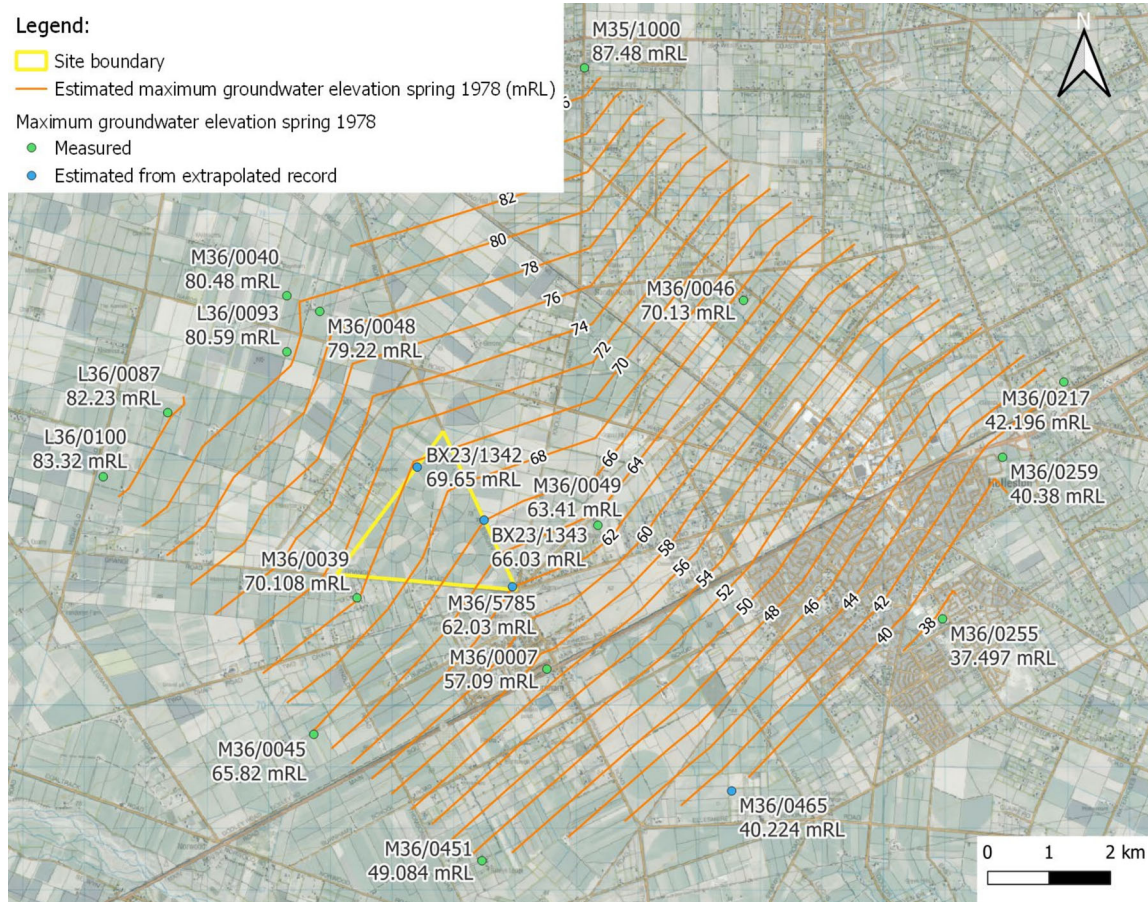 Legend:
Site boundary
Estimated maximum groundwater elevation spring 1978 (mRL)
Maximum groundwater elevation spring 1978
Measured
Estimated from extrapolated record
N
M35/1000
87.48 mRL
82
80
78
76
74
72
70
68
66
64
62
60
58
56
54
52
50
48
46
44
42
40
38
M36/0040
80.48 mRL
L36/0093
80.59 mRL
M36/0048
79.22 mRL
M36/0046
70.13 mRL
L36/0087
82.23 mRL
L36/0100
83.32 mRL
M36/0217
42.196 mRL
M36/0259
40.38 mRL
BX23/1342
69.65 mRL
M36/0049
63.41 mRL
BX23/1343
66.03 mRL
M36/0039
70.108 mRL
M36/5785
62.03 mRL
M36/0007
57.09 mRL
M36/0255
37.497 mRL
M36/0045
65.82 mRL
M36/0465
40.224 mRL
M36/0451
49.084 mRL
0 1 2 km